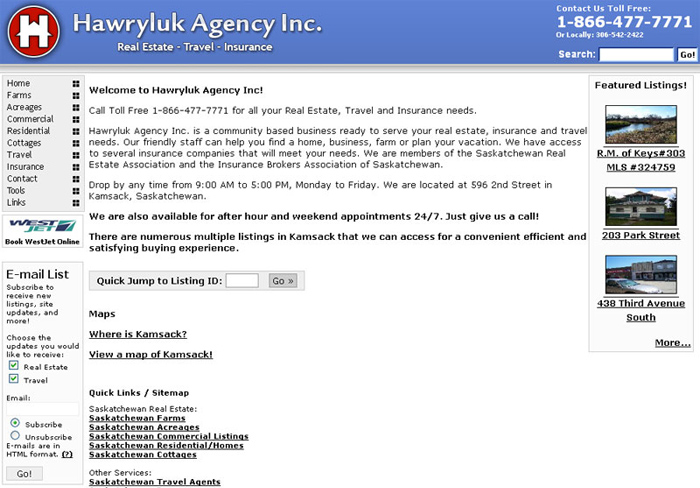 Hawryluk Agency Inc.
Real Estate - Travel - Insurance
Contact Us Toll Free:
1-866-477-7771
Or Locally: 306-542-2422
Search:
Go!
Home
Farms
Acreages
Commercial
Residential
Cottages
Travel
Insurance
Contact
Tools
Links
WESTJET
Book WestJet Online
E-mail List
Subscribe to
receive new
listings, site
updates, and
more!
Choose the
updates you would
like to receive:
Real Estate
Travel
Email:
Subscribe
Unsubscribe
E-mails are in
HTML format. (?)
Go!
Welcome to Hawryluk Agency Inc!
Call Toll Free 1-866-477-7771 for all your Real Estate, Travel and Insurance needs.
Hawryluk Agency Inc. is a community based business ready to serve your real estate, insurance and travel
needs. Our friendly staff can help you find a home, business, farm or plan your vacation. We have access
to several insurance companies that will meet your needs. We are members of the Saskatchewan Real
Estate Association and the Insurance Brokers Association of Saskatchewan.
Drop by any time from 9:00 AM to 5:00 PM, Monday to Friday. We are located at 596 2nd Street in
Kamsack, Saskatchewan.
We are also available for after hour and weekend appointments 24/7. Just give us a call!
There are numerous multiple listings in Kamsack that we can access for a convenient efficient and
satisfying buying experience.
Quick Jump to Listing ID:
Go »
Maps
Where is Kamsack?
View a map of Kamsack!
Quick Links / Sitemap
Saskatchewan Real Estate:
Saskatchewan Farms
Saskatchewan Acreages
Saskatchewan Commercial Listings
Saskatchewan Residential/Homes
Saskatchewan Cottages
Other Services:
Saskatchewan Travel Agents
Featured Listings!
R.M. of Keys#303
MLS #324759
203 Park Street
438 Third Avenue
South
More...